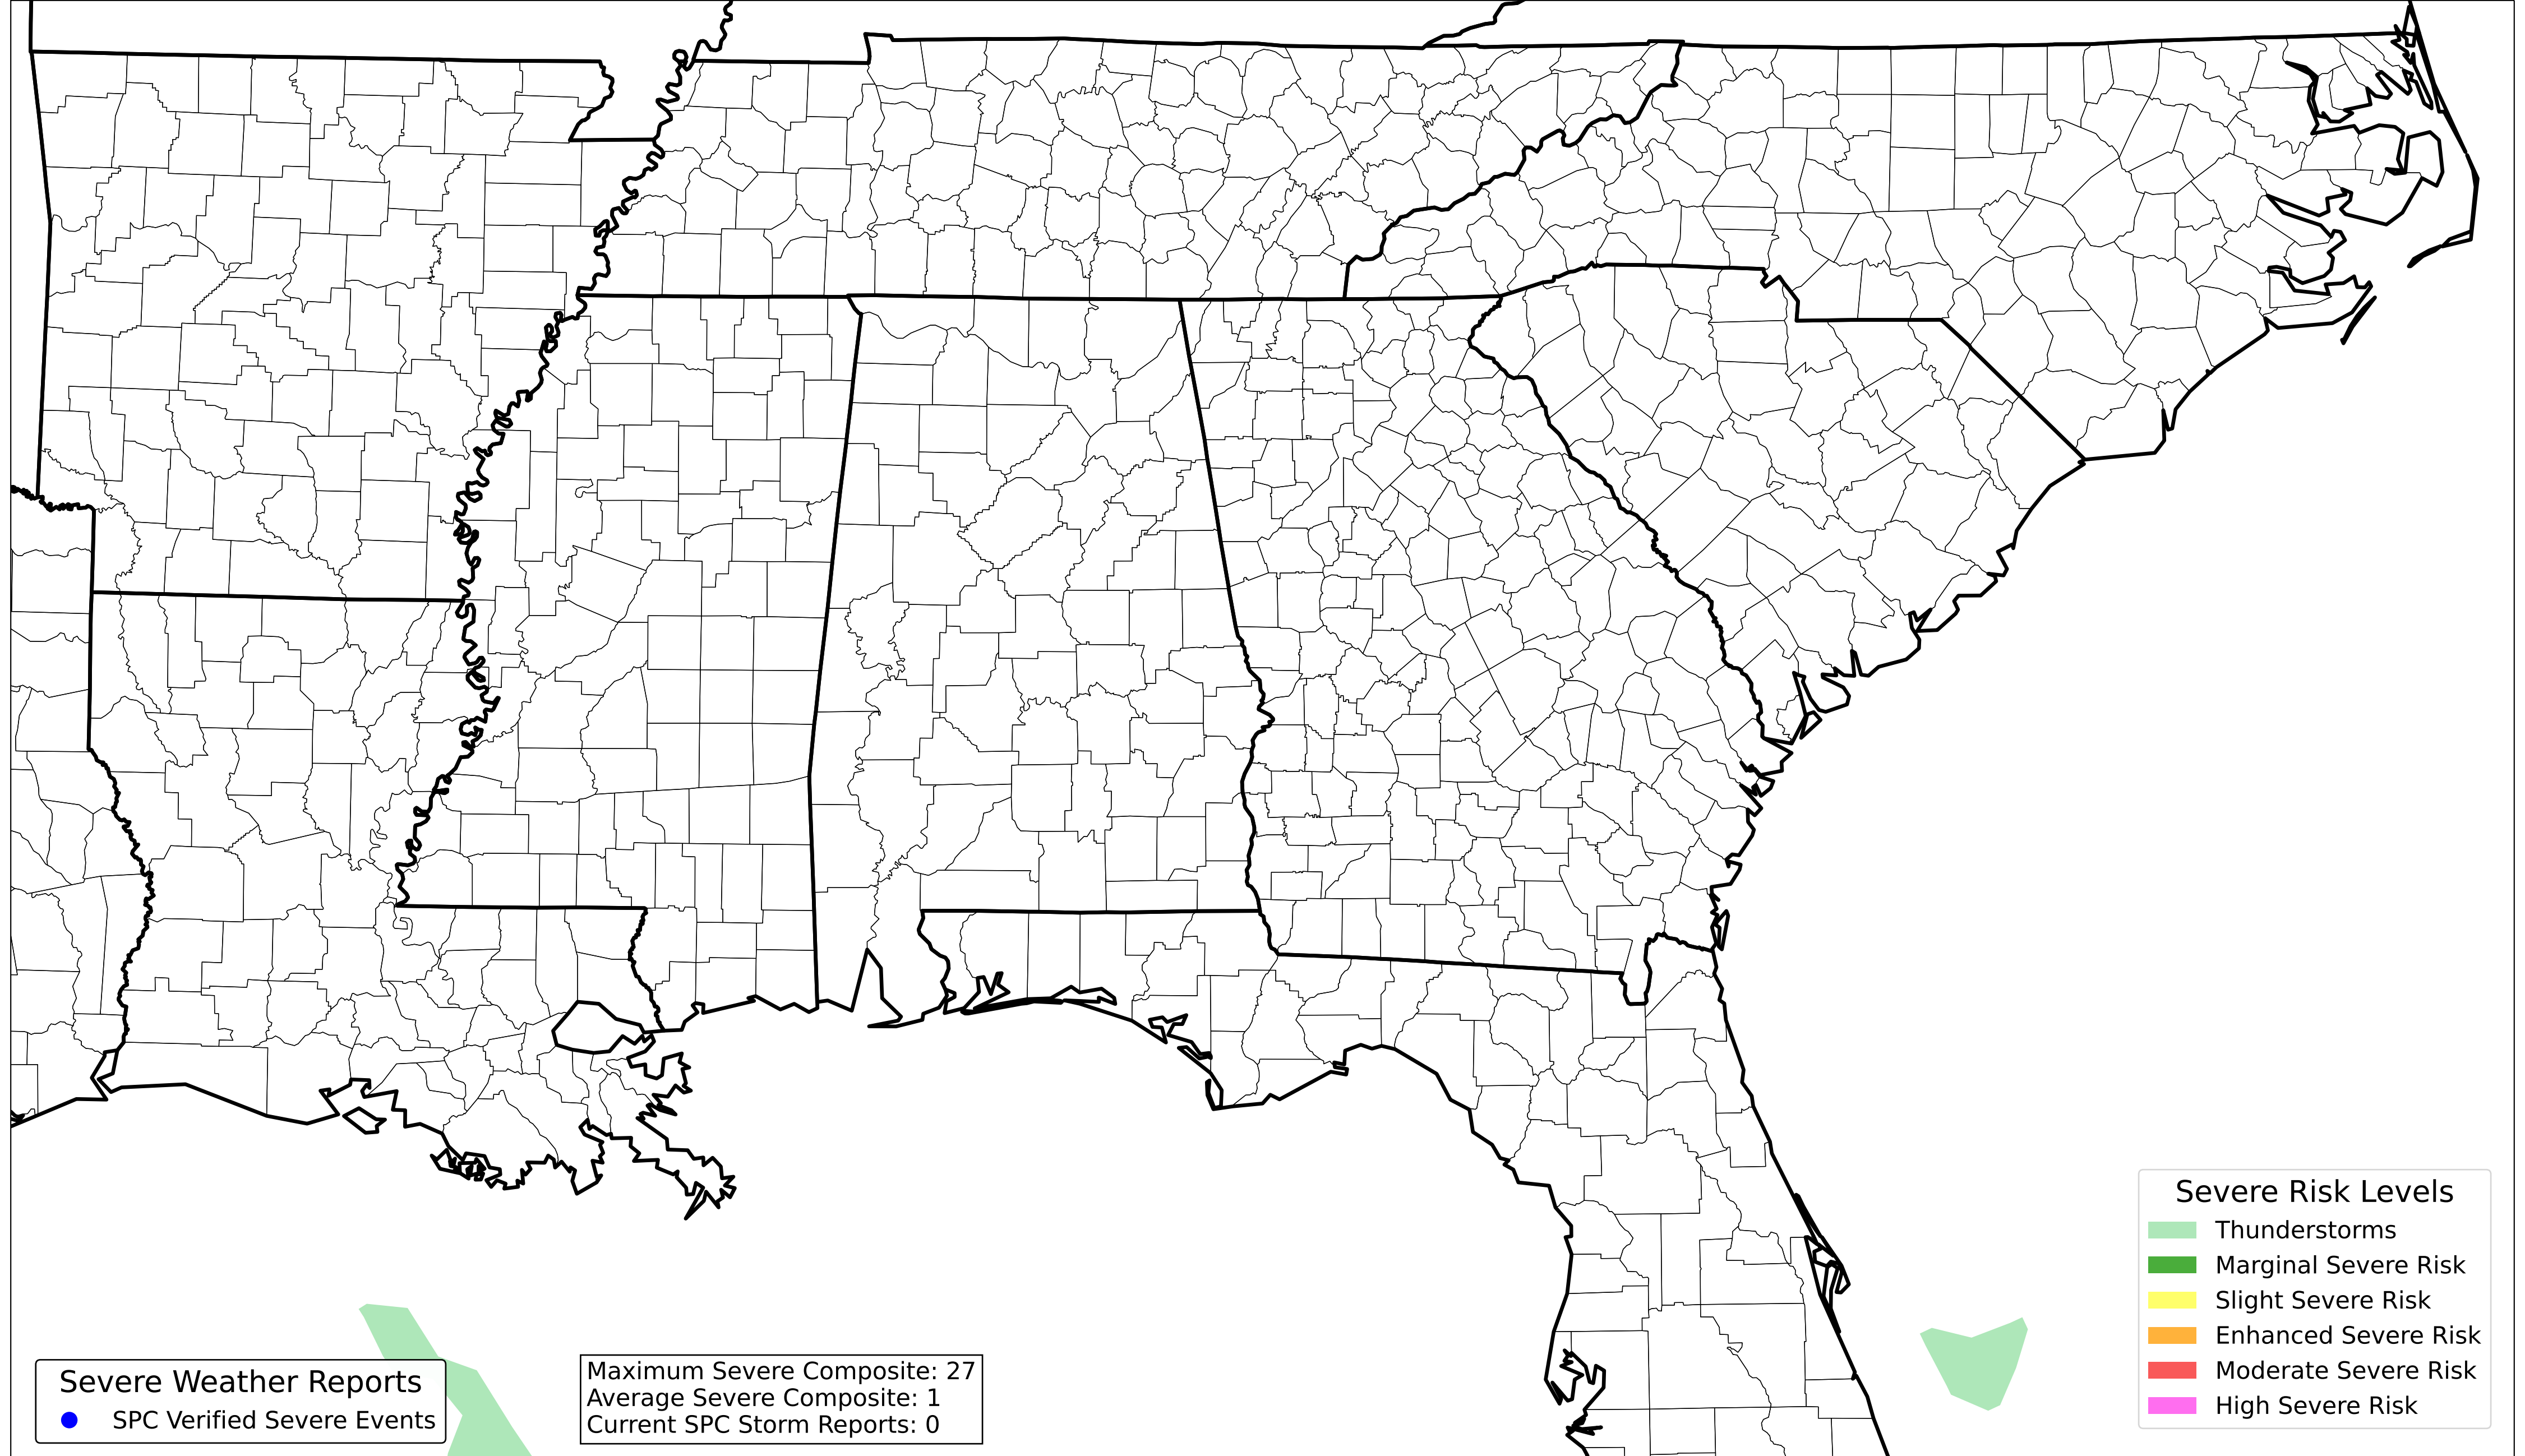 Severe Risk Levels
Thunderstorms
Marginal Severe Risk
Slight Severe Risk
Enhanced Severe Risk
Moderate Severe Risk
High Severe Risk
Severe Weather Reports
SPC Verified Severe Events
Maximum Severe Composite: 27
Average Severe Composite: 1
Current SPC Storm Reports: 0